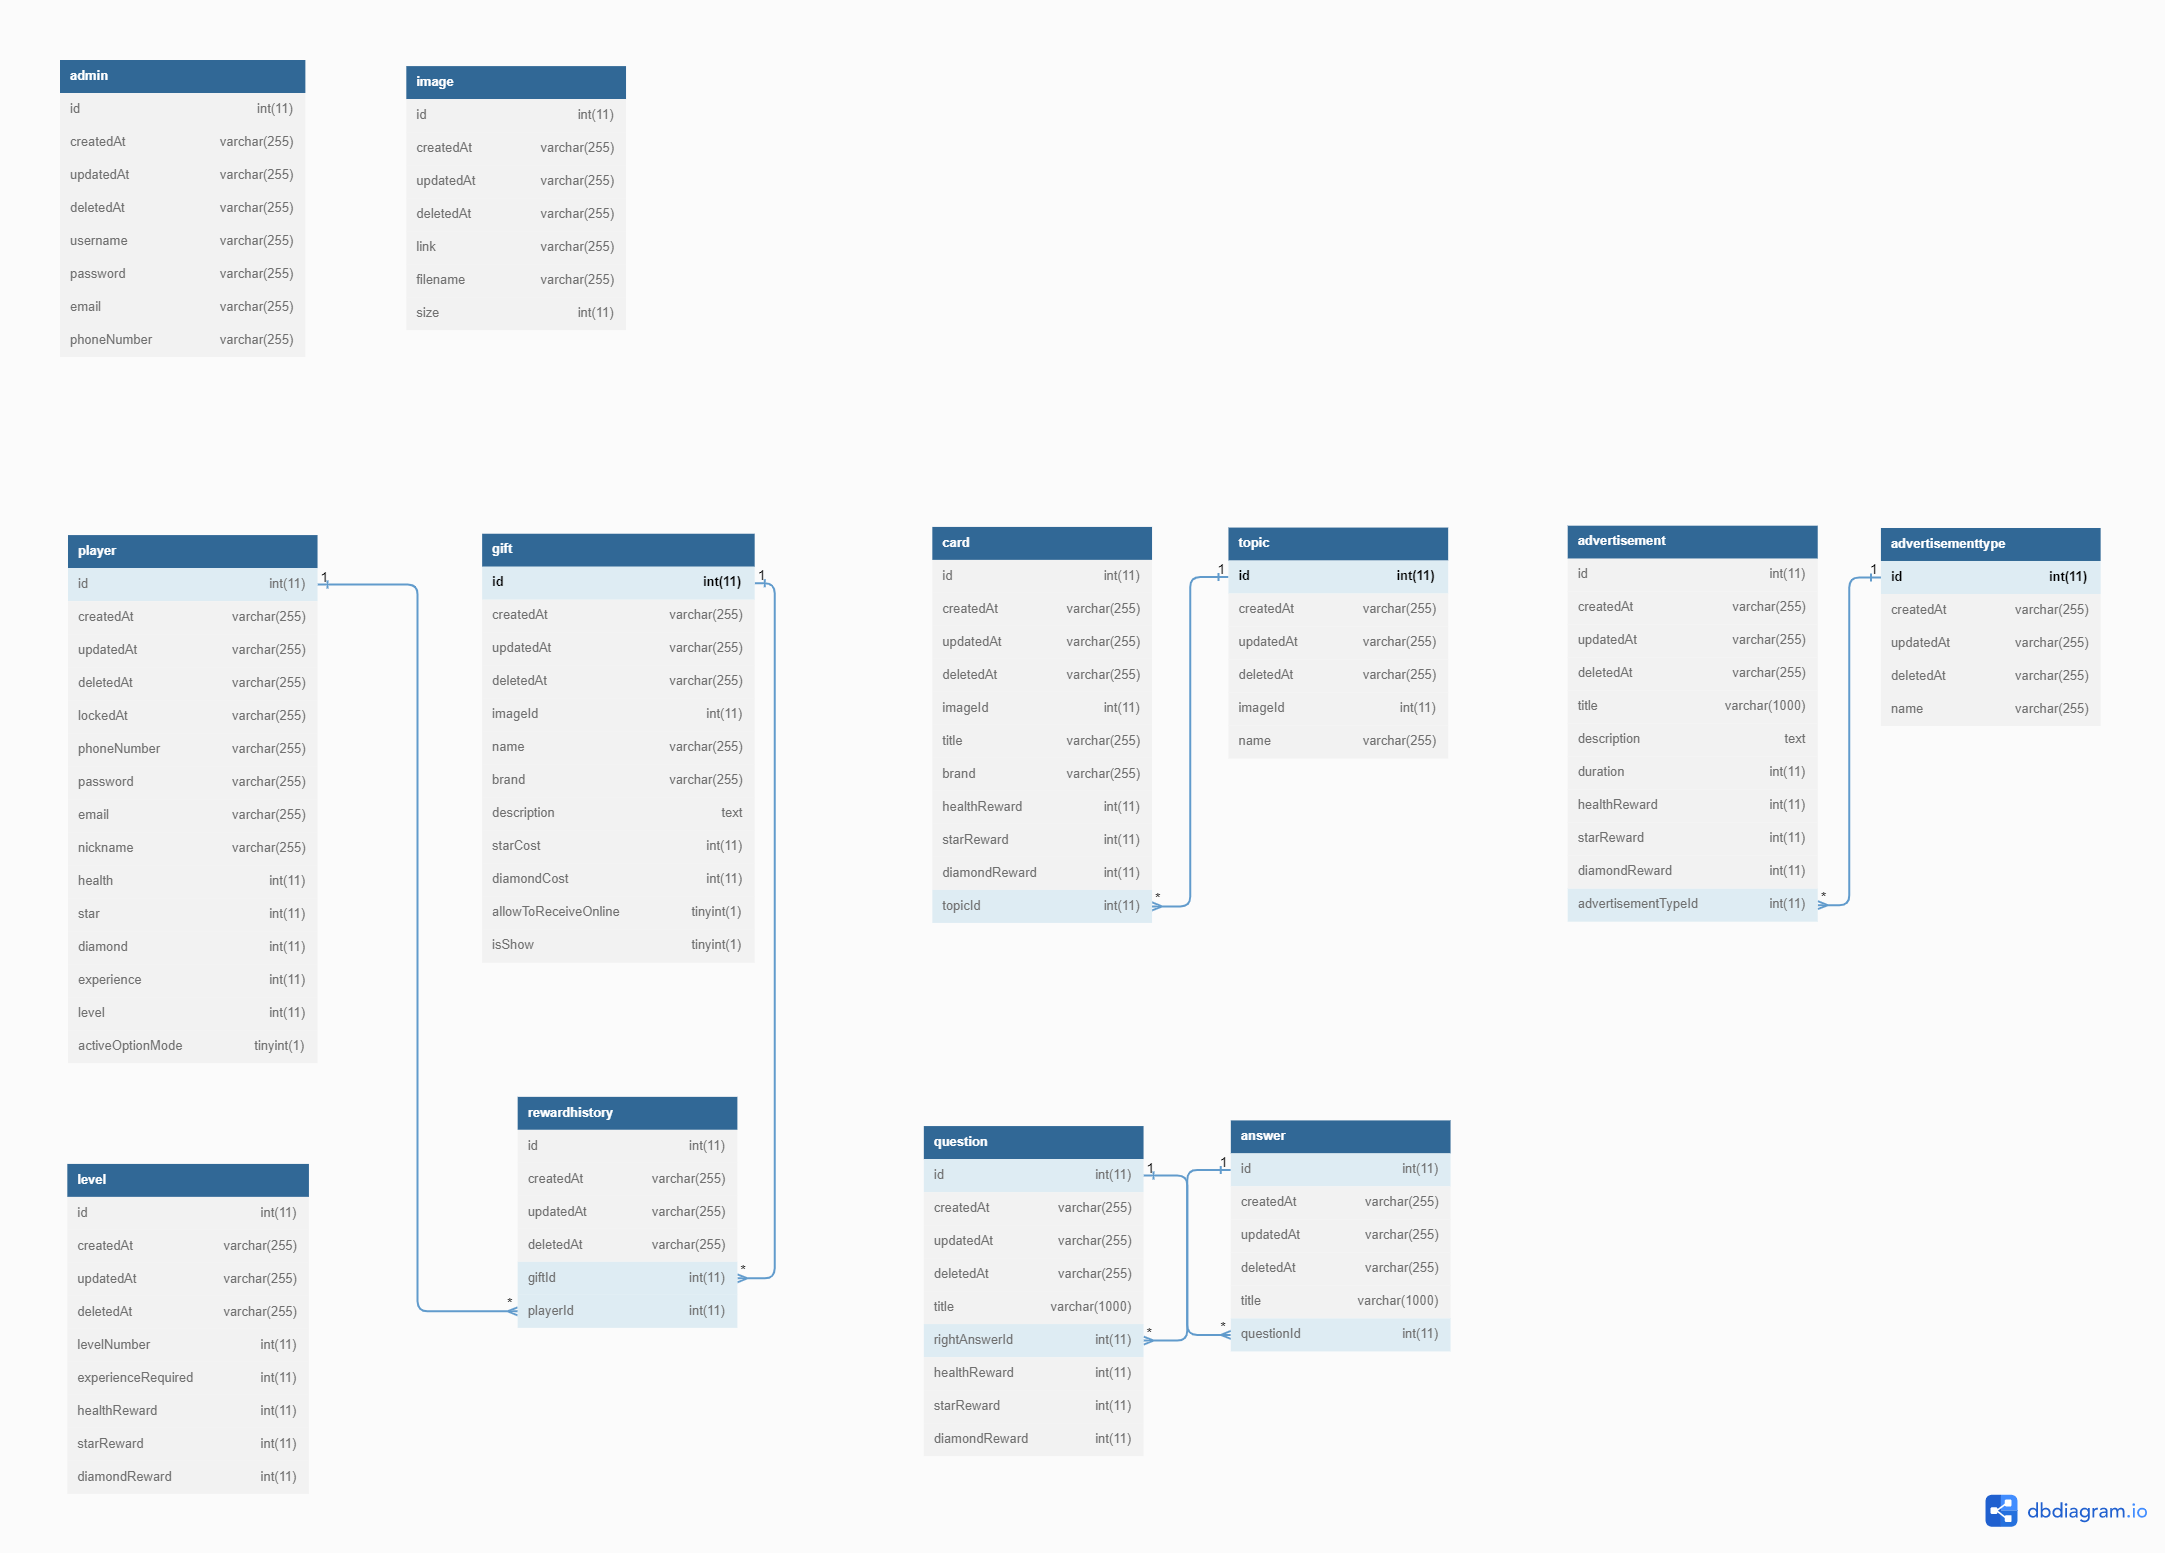 admin
id int(11)
createdAt varchar(255)
updatedAt varchar(255)
deletedAt varchar(255)
username varchar(255)
password varchar(255)
email varchar(255)
phoneNumber varchar(255)
image
id int(11)
createdAt varchar(255)
updatedAt varchar(255)
deletedAt varchar(255)
link varchar(255)
filename varchar(255)
size int(11)
player
id int(11) 1
createdAt varchar(255)
updatedAt varchar(255)
deletedAt varchar(255)
lockedAt varchar(255)
phoneNumber varchar(255)
password varchar(255)
email varchar(255)
nickname varchar(255)
health int(11)
star int(11)
diamond int(11)
experience int(11)
level int(11)
activeOptionMode tinyint(1)
gift
id int(11) 1
createdAt varchar(255)
updatedAt varchar(255)
deletedAt varchar(255)
imageId int(11)
name varchar(255)
brand varchar(255)
description text
starCost int(11)
diamondCost int(11)
allowToReceiveOnline tinyint(1)
isShow tinyint(1)
card
id int(11)
createdAt varchar(255)
updatedAt varchar(255)
deletedAt varchar(255)
imageId int(11)
title varchar(255)
brand varchar(255)
healthReward int(11)
starReward int(11)
diamondReward int(11)
topicId int(11) *
topic
1 id int(11)
createdAt varchar(255)
updatedAt varchar(255)
deletedAt varchar(255)
imageId int(11)
name varchar(255)
advertisement
id int(11)
createdAt varchar(255)
updatedAt varchar(255)
deletedAt varchar(255)
title varchar(1000)
description text
duration int(11)
healthReward int(11)
starReward int(11)
diamondReward int(11)
advertisementTypeId int(11) *
advertisementtype
1 id int(11)
createdAt varchar(255)
updatedAt varchar(255)
deletedAt varchar(255)
name varchar(255)
level
id int(11)
createdAt varchar(255)
updatedAt varchar(255)
deletedAt varchar(255)
levelNumber int(11)
experienceRequired int(11)
healthReward int(11)
starReward int(11)
diamondReward int(11)
rewardhistory
id int(11)
createdAt varchar(255)
updatedAt varchar(255)
deletedAt varchar(255)
giftId int(11) *
* playerId int(11)
question
id int(11) 1
createdAt varchar(255)
updatedAt varchar(255)
deletedAt varchar(255)
title varchar(1000)
rightAnswerId int(11) *
healthReward int(11)
starReward int(11)
diamondReward int(11)
answer
1 id int(11)
createdAt varchar(255)
updatedAt varchar(255)
deletedAt varchar(255)
title varchar(1000)
* questionId int(11)
dbdiagram.io